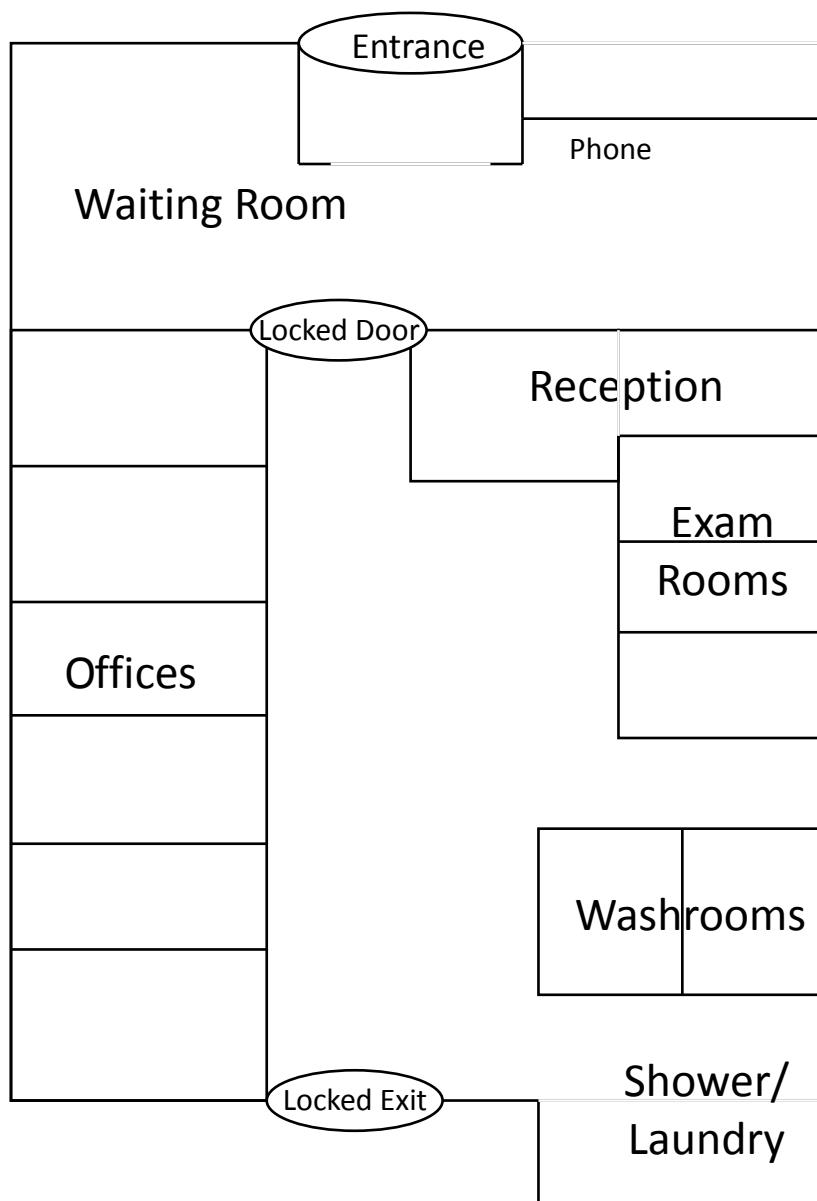 Entrance
Phone
Waiting Room
Locked Door
Reception
Exam
Rooms
Offices
Washrooms
Shower/
Laundry
Locked Exit